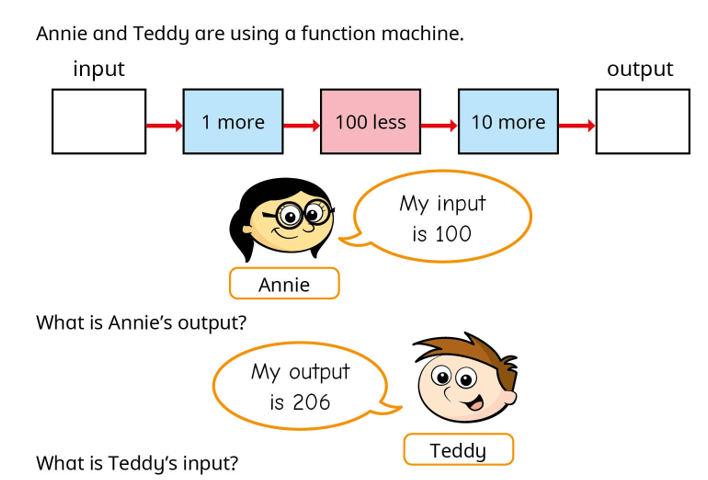 Annie and Teddy are using a function machine.
input
output
1 more
100 less
10 more
My input
is 100
Annie
What is Annie's output?
My output
is 206
Teddy
What is Teddy's input?